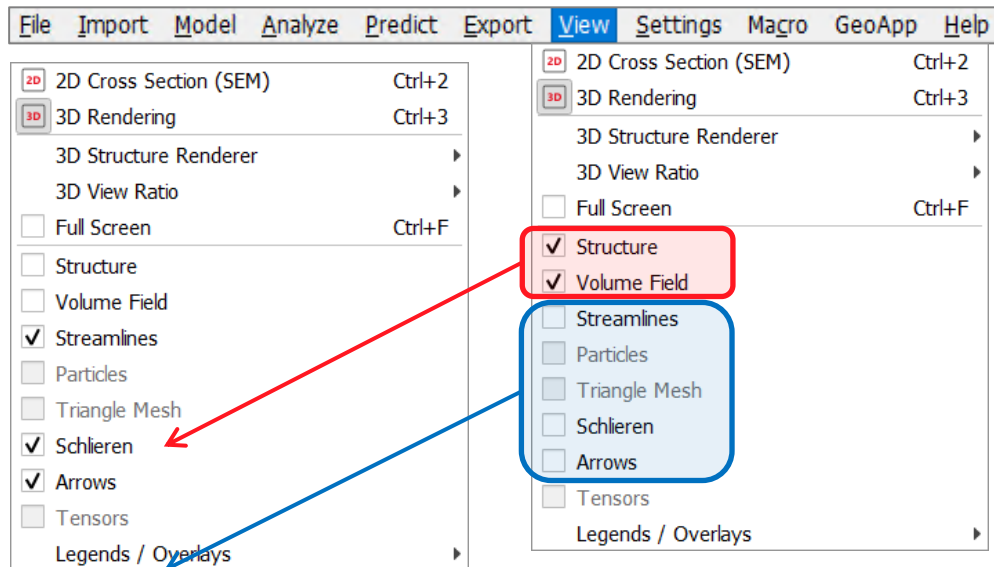 File Import Model Analyze Predict Export View Settings Macro GeoApp Help
2D 2D Cross Section (SEM) Ctrl+2
3D 3D Rendering Ctrl+3
3D Structure Renderer
3D View Ratio
Full Screen Ctrl+F
Structure
Volume Field
Streamlines
Particles
Triangle Mesh
Schlieren
Arrows
Tensors
Legends / Overlays
2D 2D Cross Section (SEM) Ctrl+2
3D 3D Rendering Ctrl+3
3D Structure Renderer
3D View Ratio
Full Screen Ctrl+F
Structure
Volume Field
Streamlines
Particles
Triangle Mesh
Schlieren
Arrows
Tensors
Legends / Overlays